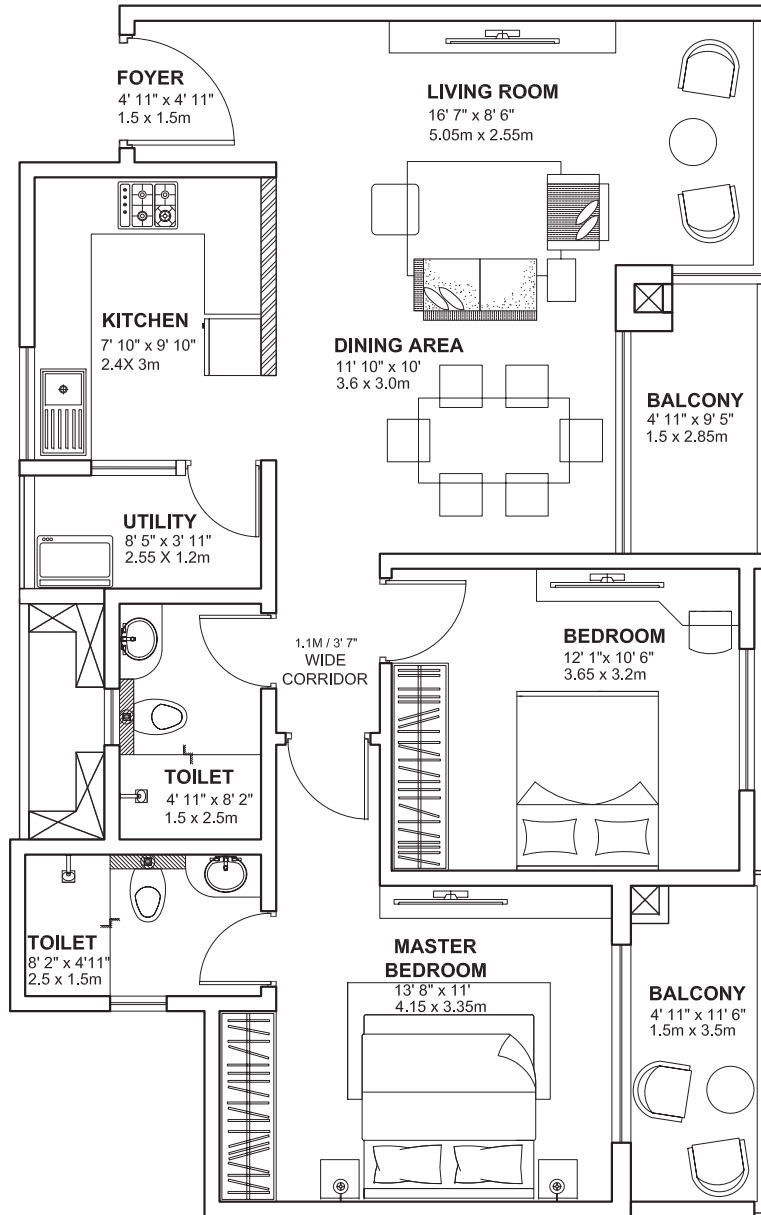 FOYER
4' 11" x 4' 11"
1.5 x 1.5m
LIVING ROOM
16' 7" x 8' 6"
5.05m x 2.55m
KITCHEN
7' 10" x 9' 10"
2.4X 3m
DINING AREA
11' 10" x 10'
3.6 x 3.0m
BALCONY
4' 11" x 9' 5"
1.5 x 2.85m
UTILITY
8' 5" x 3' 11"
2.55 X 1.2m
1.1M / 3' 7"
WIDE
CORRIDOR
BEDROOM
12' 1"x 10' 6"
3.65 x 3.2m
TOILET
4' 11" x 8' 2"
1.5 x 2.5m
TOILET
8' 2" x 4'11"
2.5 x 1.5m
MASTER
BEDROOM
13' 8" x 11'
4.15 x 3.35m
BALCONY
4' 11" x 11' 6"
1.5m x 3.5m